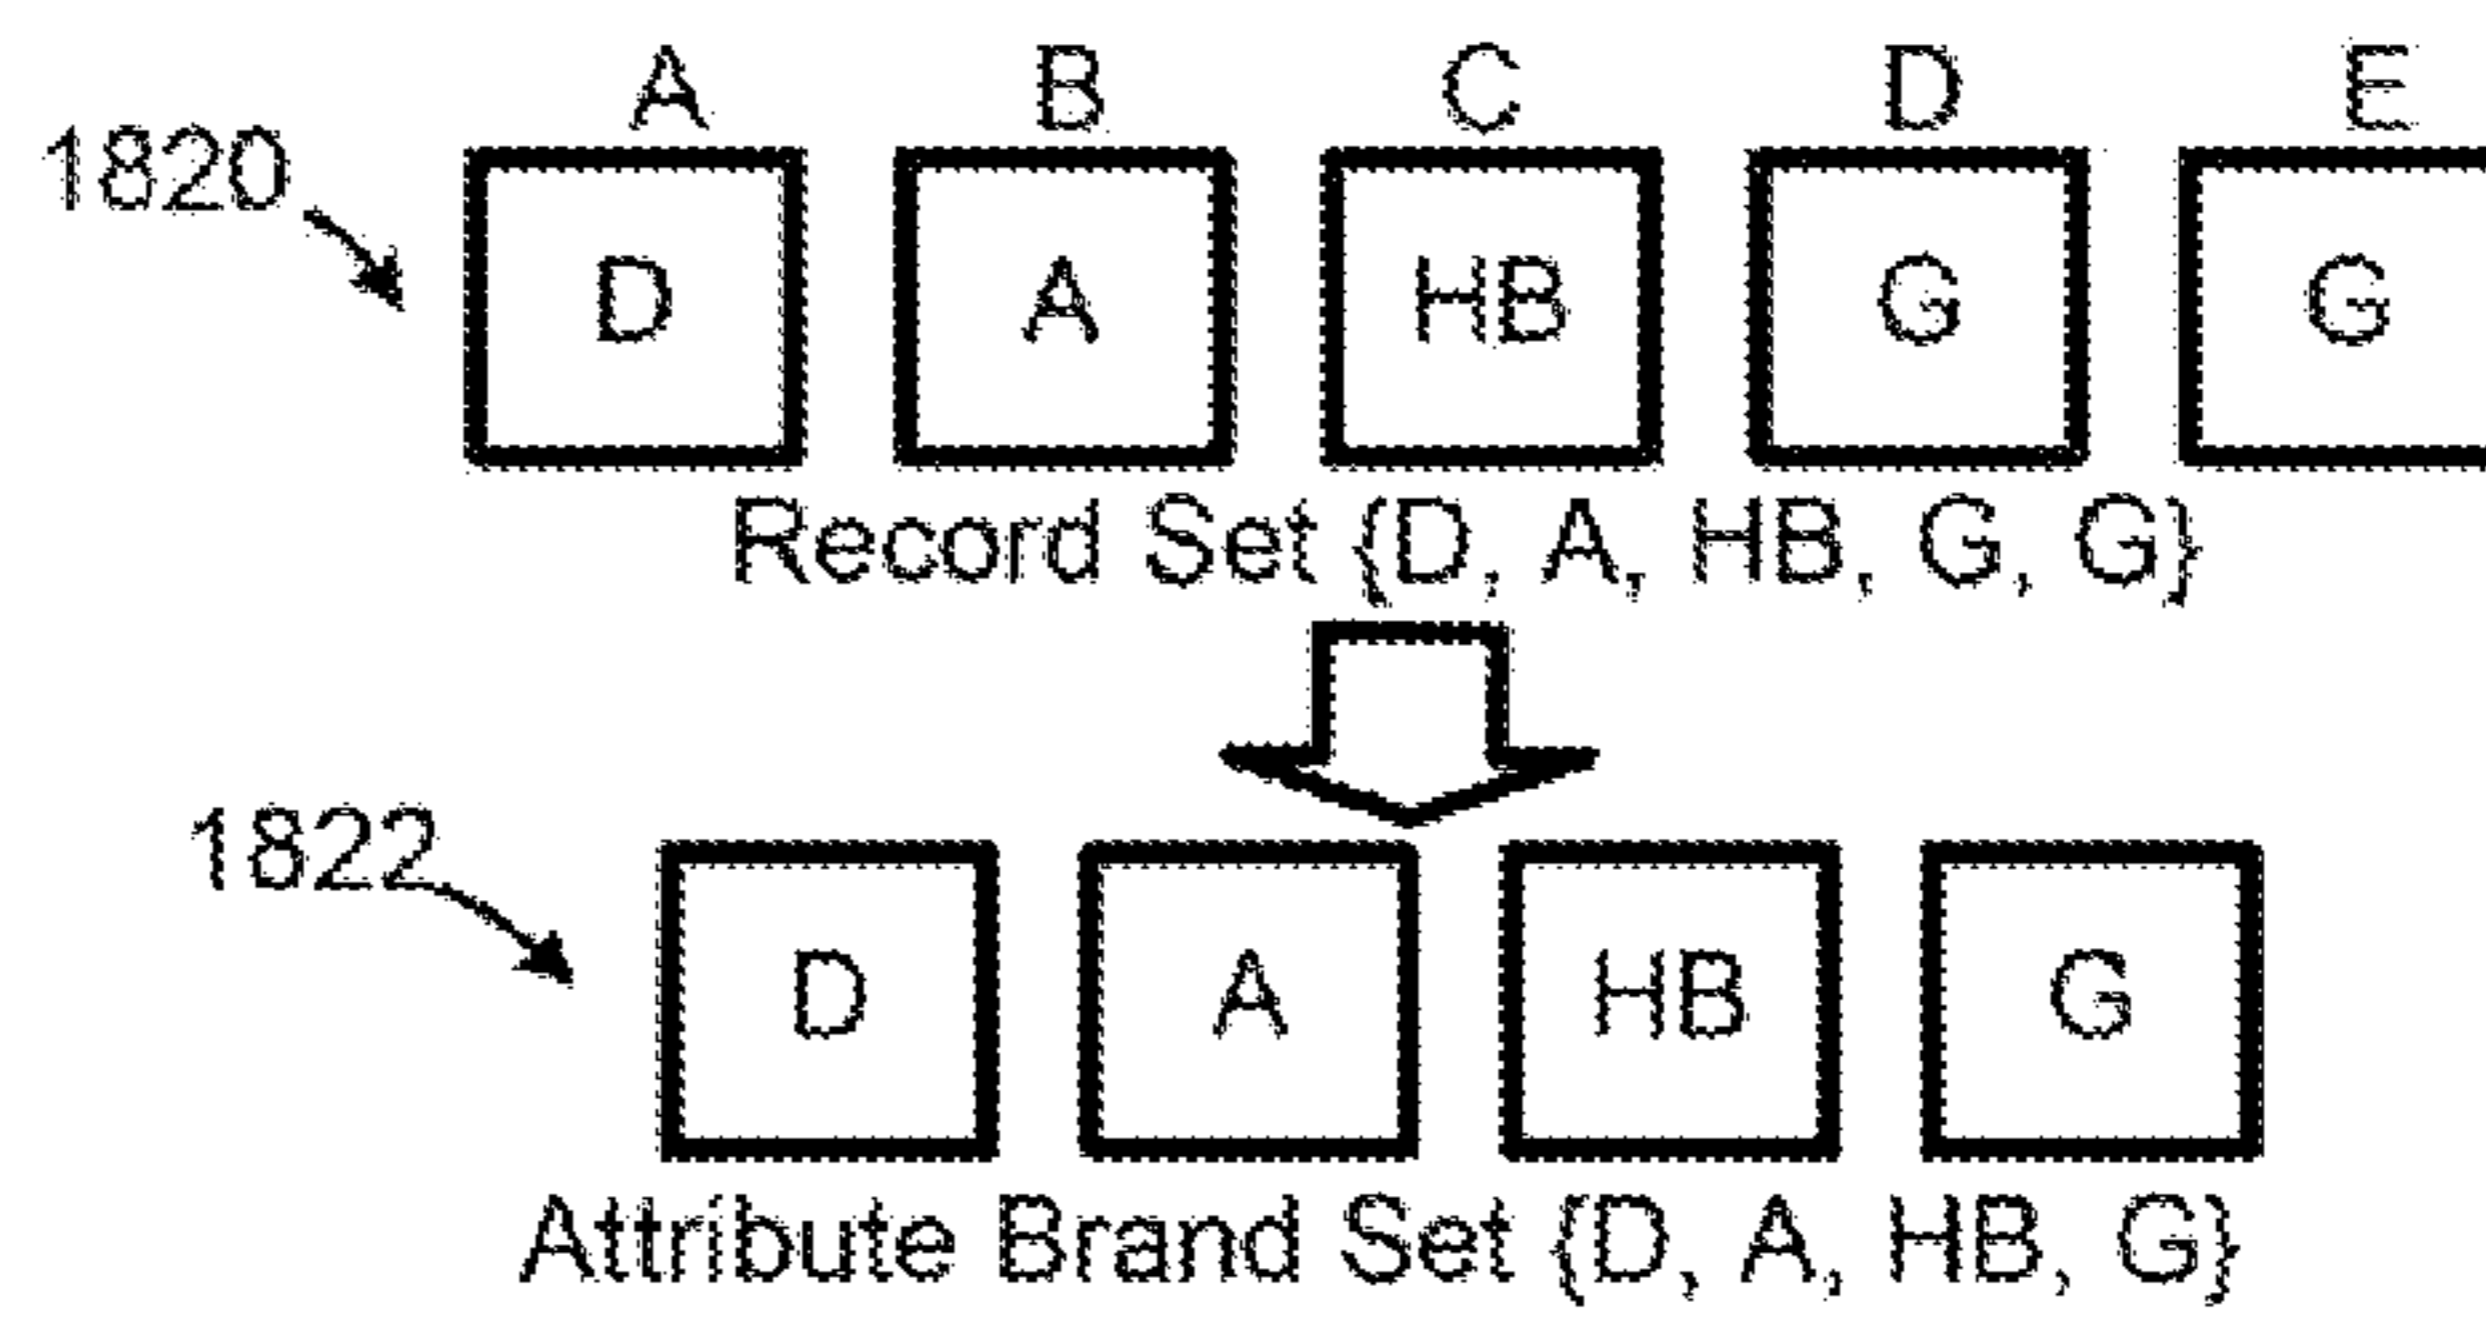 A B C D E
1820
D A HB G G
Record Set {D, A, HB, G, G}
1822
D A HB G
Attribute Brand Set {D, A, HB, G}